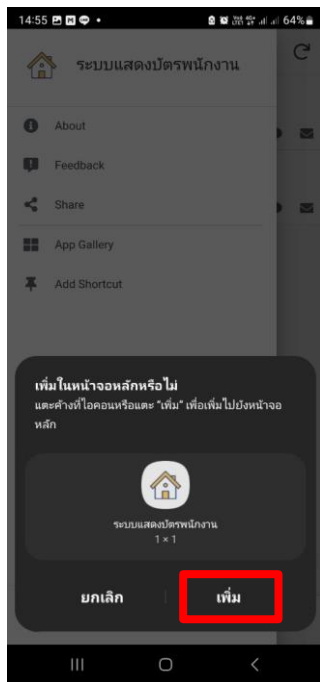 14:55
64%
ระบบแสดงบัตรพนักงาน
About
Feedback
Share
App Gallery
Add Shortcut
เพิ่มในหน้าจอหลักหรือไม่
แตะค้างที่ไอคอนหรือแตะ "เพิ่ม" เพื่อเพิ่มไปยังหน้าจอ
หลัก
ระบบแสดงบัตรพนักงาน
1 × 1
ยกเลิก
เพิ่ม